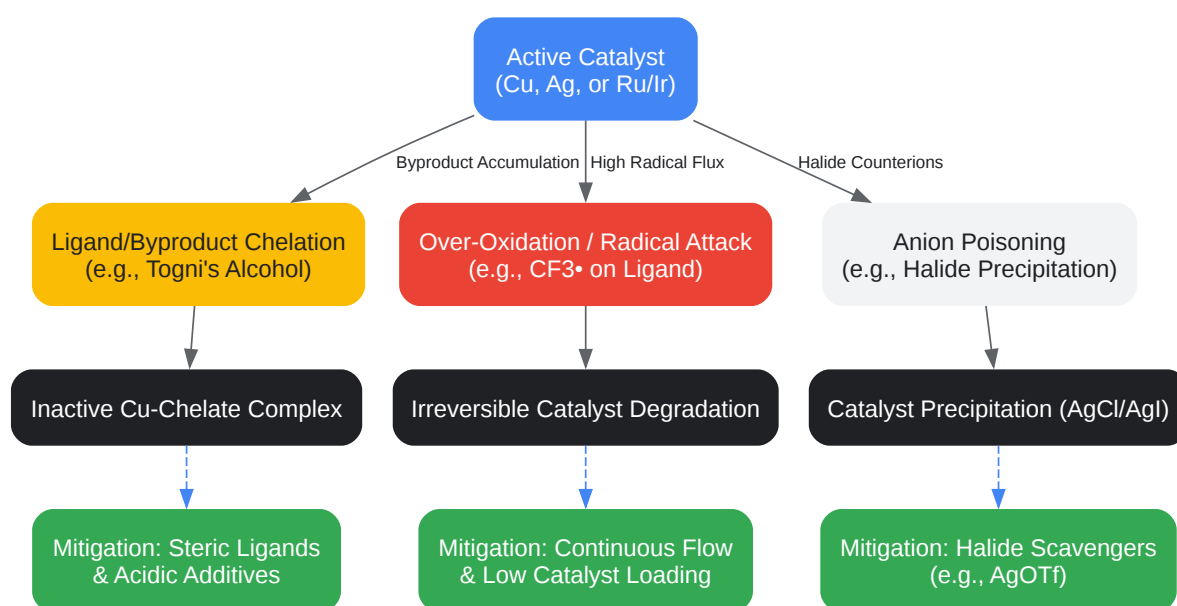 Active Catalyst
(Cu, Ag, or Ru/Ir)
Byproduct Accumulation
High Radical Flux
Halide Counterions
Ligand/Byproduct Chelation
(e.g., Togni's Alcohol)
Over-Oxidation / Radical Attack
(e.g., CF3• on Ligand)
Anion Poisoning
(e.g., Halide Precipitation)
Inactive Cu-Chelate Complex
Irreversible Catalyst Degradation
Catalyst Precipitation (AgCl/AgI)
Mitigation: Steric Ligands
& Acidic Additives
Mitigation: Continuous Flow
& Low Catalyst Loading
Mitigation: Halide Scavengers
(e.g., AgOTf)